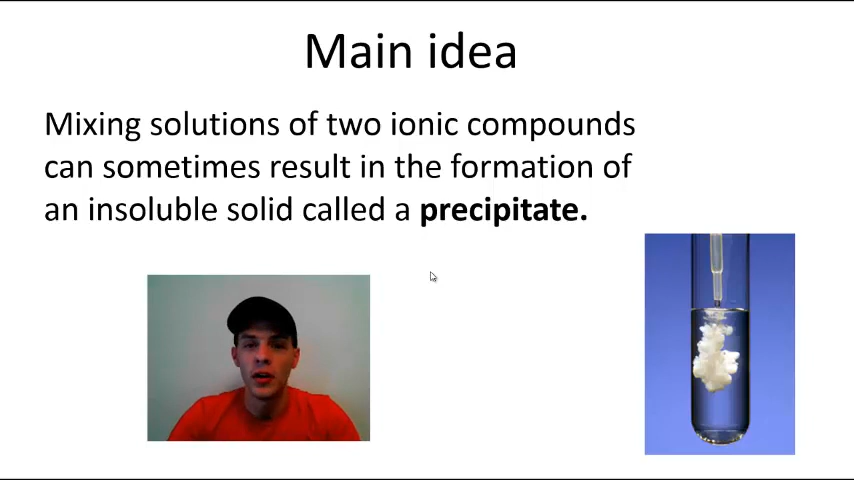 Main idea
Mixing solutions of two ionic compounds
can sometimes result in the formation of
an insoluble solid called a precipitate.